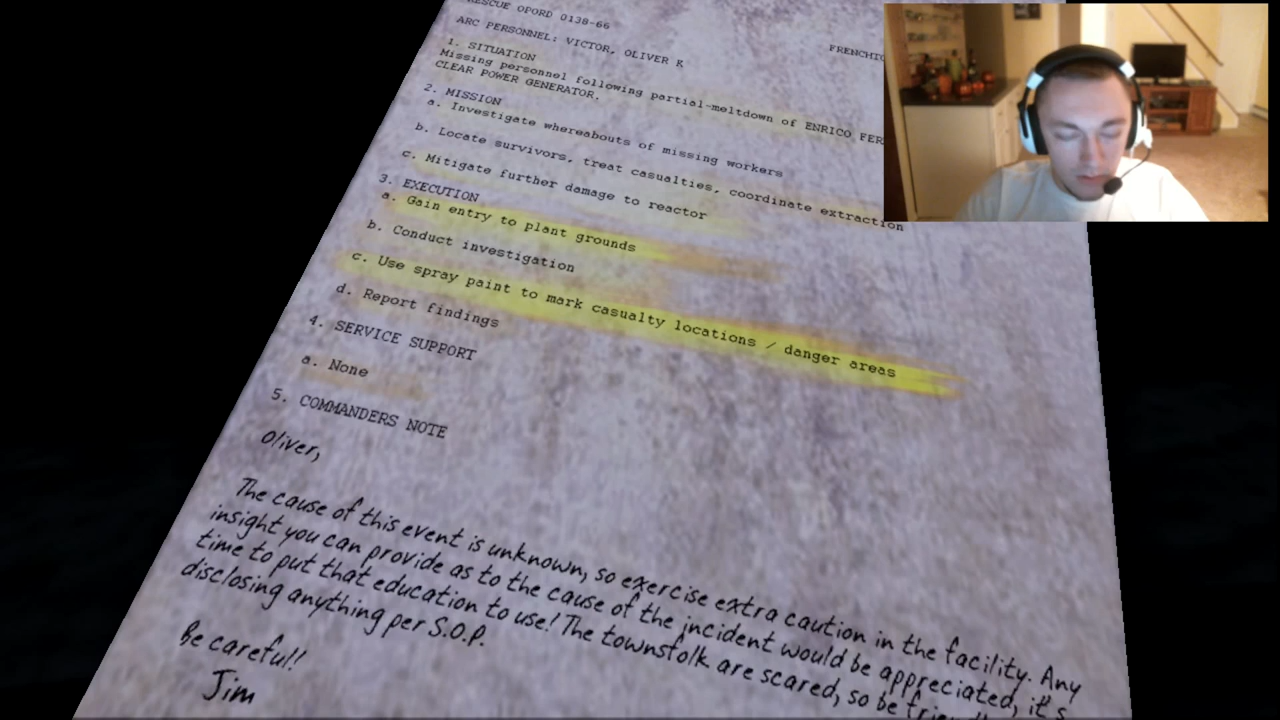 RESCUE OPORD 0138-66
ARC PERSONNEL: VICTOR, OLIVER K
1. SITUATION
Missing personnel following partial-meltdown of ENRICO
CLEAR POWER GENERATOR.
2. MISSION
a. Investigate whereabouts of missing workers
b. Locate survivors, treat casualties, coordinate extraction
c. Mitigate further damage to reactor
3. EXECUTION
a. Gain entry to plant grounds
b. Conduct investigation
c. Use spray paint to mark casualty locations / danger areas
d. Report findings
4. SERVICE SUPPORT
a. None
5. COMMANDERS NOTE
Oliver,
The cause of this event is unknown, so exercise extra caution in the facility. Any
insight you can provide as to the cause of the incident would be appreciated, it's
time to put that education to use! The townsfolk are scared, so be
disclosing anything per S.O.P.
Be careful!!
Jim